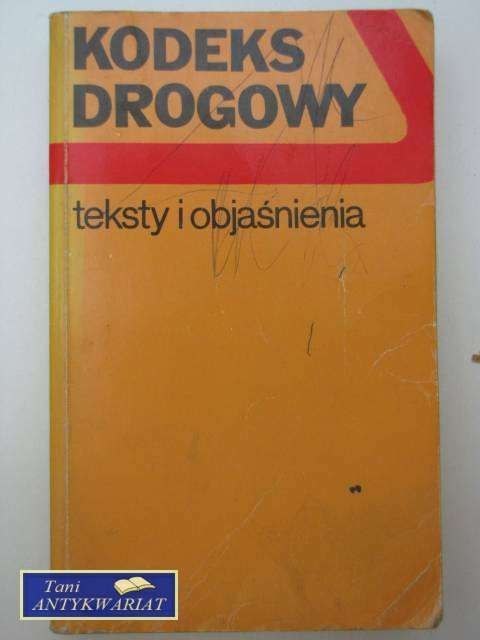 KODEKS
DROGOWY
teksty i objaśnienia
Tani
ANTYKWARIAT